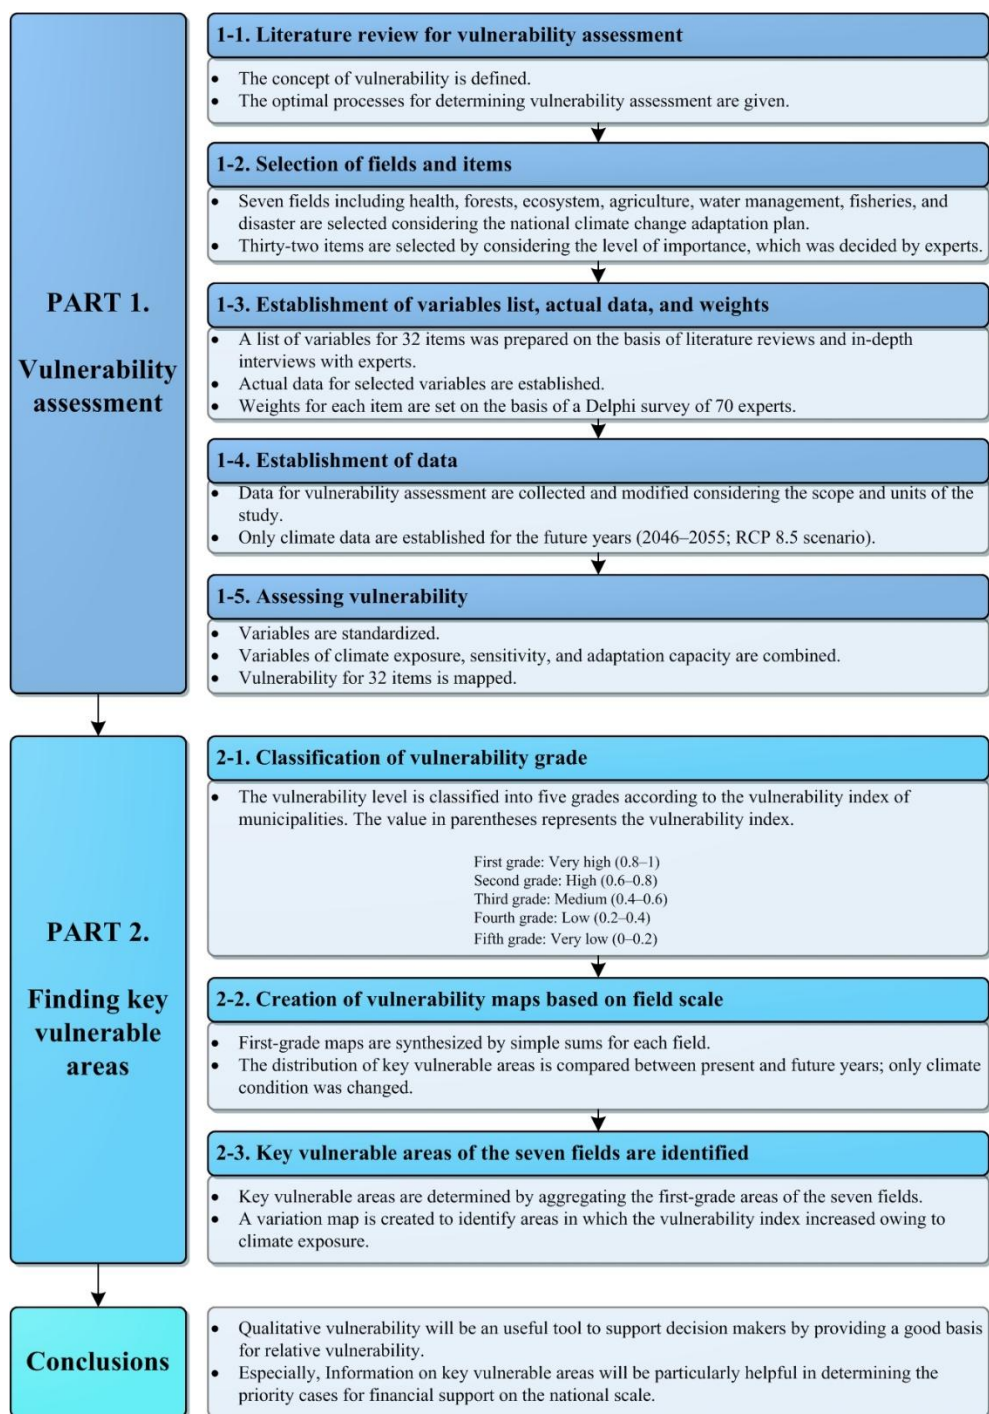 PART 1.
Vulnerability
assessment
1-1. Literature review for vulnerability assessment
• The concept of vulnerability is defined.
• The optimal processes for determining vulnerability assessment are given.
1-2. Selection of fields and items
• Seven fields including health, forests, ecosystem, agriculture, water management, fisheries, and
disaster are selected considering the national climate change adaptation plan.
• Thirty-two items are selected by considering the level of importance, which was decided by experts.
1-3. Establishment of variables list, actual data, and weights
• A list of variables for 32 items was prepared on the basis of literature reviews and in-depth
interviews with experts.
• Actual data for selected variables are established.
• Weights for each item are set on the basis of a Delphi survey of 70 experts.
1-4. Establishment of data
• Data for vulnerability assessment are collected and modified considering the scope and units of the
study.
• Only climate data are established for the future years (2046–2055; RCP 8.5 scenario).
1-5. Assessing vulnerability
• Variables are standardized.
• Variables of climate exposure, sensitivity, and adaptation capacity are combined.
• Vulnerability for 32 items is mapped.
PART 2.
Finding key
vulnerable
areas
2-1. Classification of vulnerability grade
• The vulnerability level is classified into five grades according to the vulnerability index of
municipalities. The value in parentheses represents the vulnerability index.
First grade: Very high (0.8–1)
Second grade: High (0.6–0.8)
Third grade: Medium (0.4–0.6)
Fourth grade: Low (0.2–0.4)
Fifth grade: Very low (0–0.2)
2-2. Creation of vulnerability maps based on field scale
• First-grade maps are synthesized by simple sums for each field.
• The distribution of key vulnerable areas is compared between present and future years; only climate
condition was changed.
2-3. Key vulnerable areas of the seven fields are identified
• Key vulnerable areas are determined by aggregating the first-grade areas of the seven fields.
• A variation map is created to identify areas in which the vulnerability index increased owing to
climate exposure.
Conclusions
• Qualitative vulnerability will be an useful tool to support decision makers by providing a good basis
for relative vulnerability.
• Especially, Information on key vulnerable areas will be particularly helpful in determining the
priority cases for financial support on the national scale.